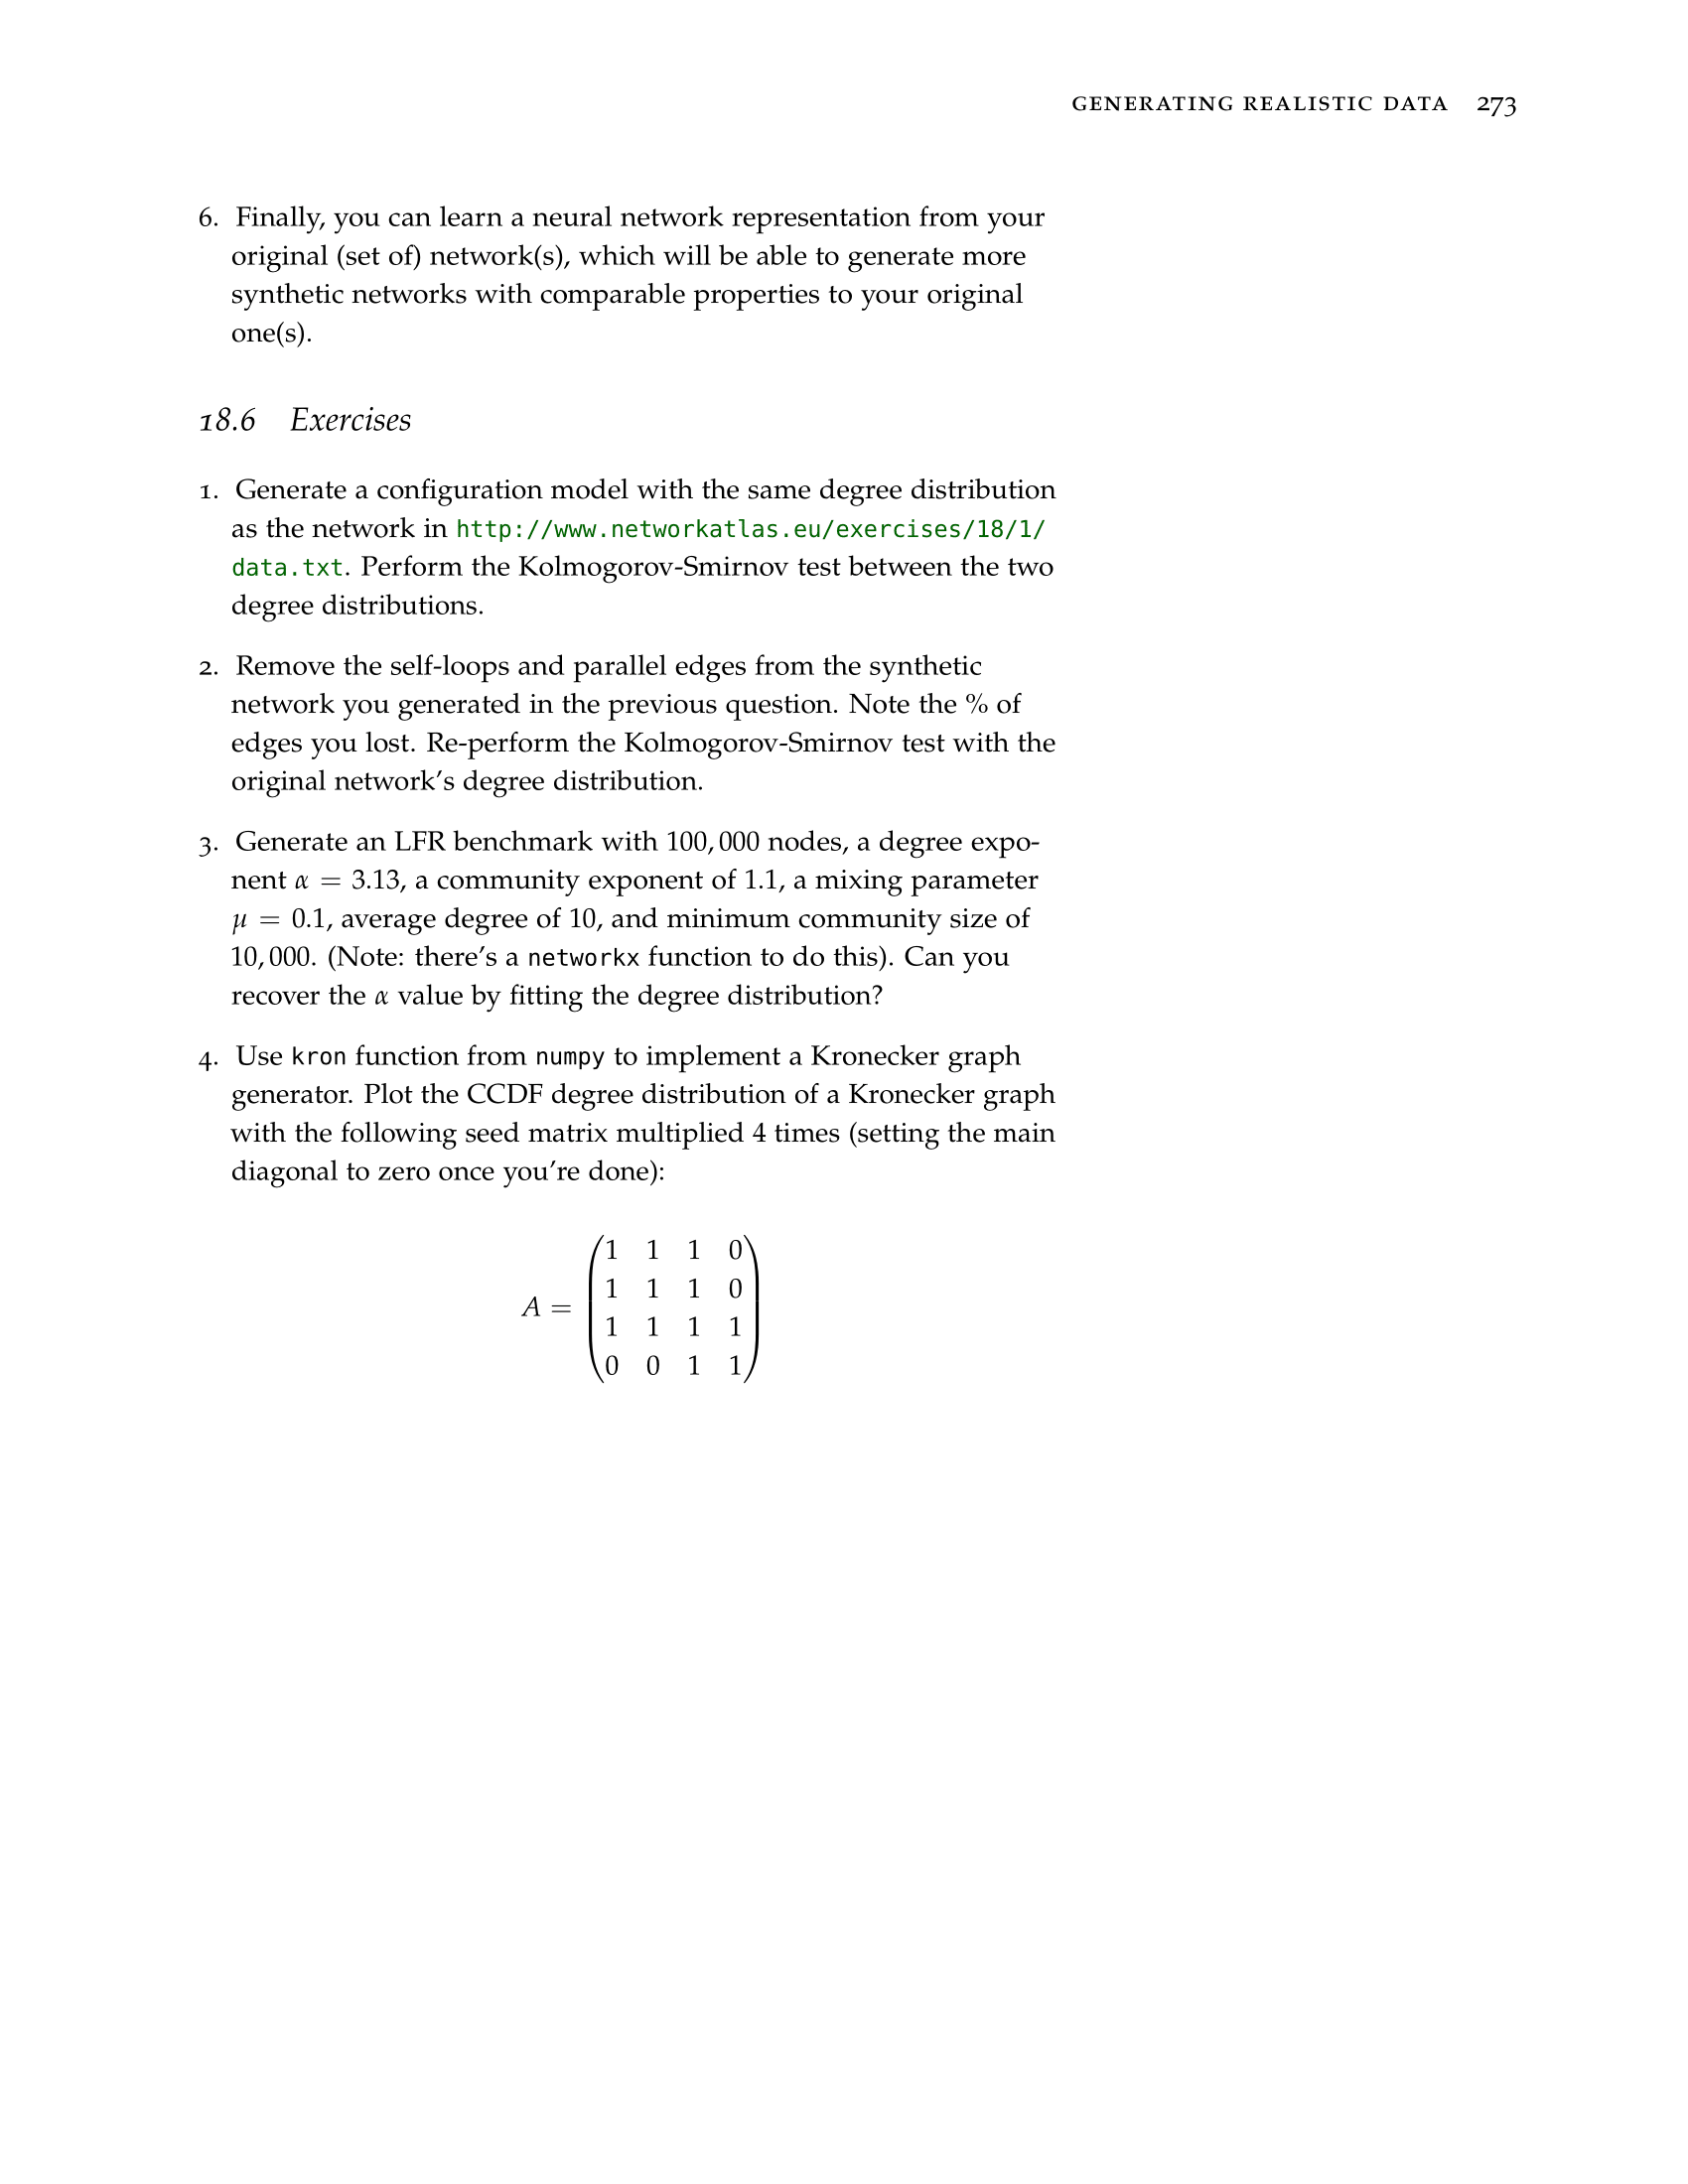 GENERATING REALISTIC DATA 273
6. Finally, you can learn a neural network representation from your
original (set of) network(s), which will be able to generate more
synthetic networks with comparable properties to your original
one(s).
18.6 Exercises
1. Generate a configuration model with the same degree distribution
as the network in http://www.networkatlas.eu/exercises/18/1/
data.txt. Perform the Kolmogorov-Smirnov test between the two
degree distributions.
2. Remove the self-loops and parallel edges from the synthetic
network you generated in the previous question. Note the % of
edges you lost. Re-perform the Kolmogorov-Smirnov test with the
original network's degree distribution.
3. Generate an LFR benchmark with 100,000 nodes, a degree expo-
nent α = 3.13, a community exponent of 1.1, a mixing parameter
μ = 0.1, average degree of 10, and minimum community size of
10,000. (Note: there's a networkx function to do this). Can you
recover the α value by fitting the degree distribution?
4. Use kron function from numpy to implement a Kronecker graph
generator. Plot the CCDF degree distribution of a Kronecker graph
with the following seed matrix multiplied 4 times (setting the main
diagonal to zero once you're done):
1 1 1 0
1 1 1 0
A =
1 1 1 1
0 0 1 1